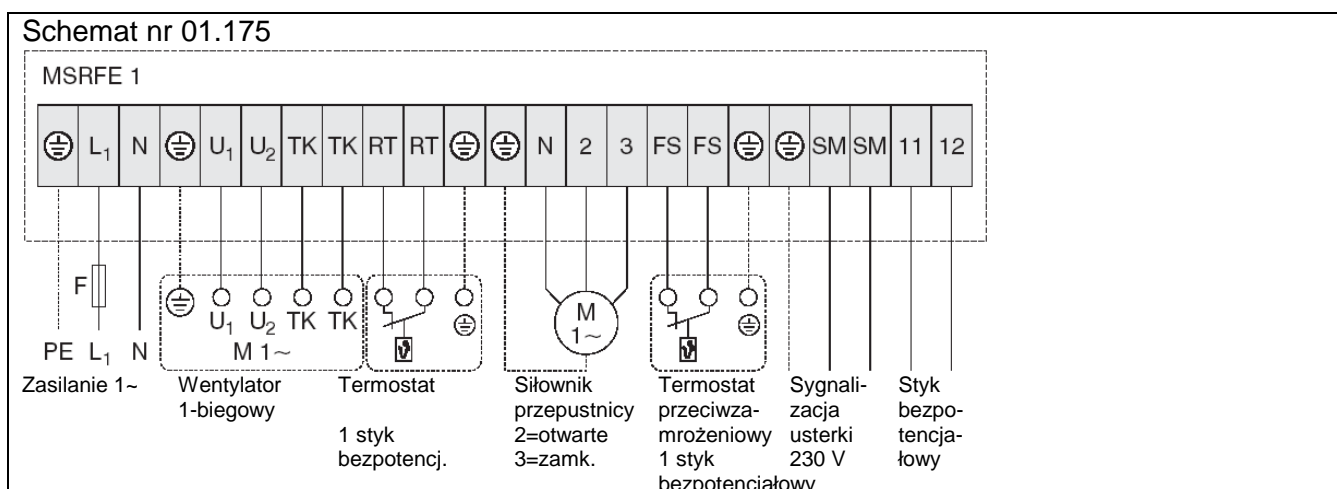 Schemat nr 01.175
MSRFE 1
L1 N U1 U2 TK TK RT RT N 2 3 FS FS SM SM 11 12
F
U1 U2 TK TK
M
1~
PE L1 N
M 1~
Zasilanie 1~
Wentylator
1-biegowy
Termostat
1 styk
bezpotencj.
Siłownik
przepustnicy
2=otwarte
3=zamk.
Termostat
przeciwza-
mrożeniowy
1 styk
bezpotencjałowy
Sygnali-
zacja
usterki
230 V
Styk
bezpo-
tencja-
łowy